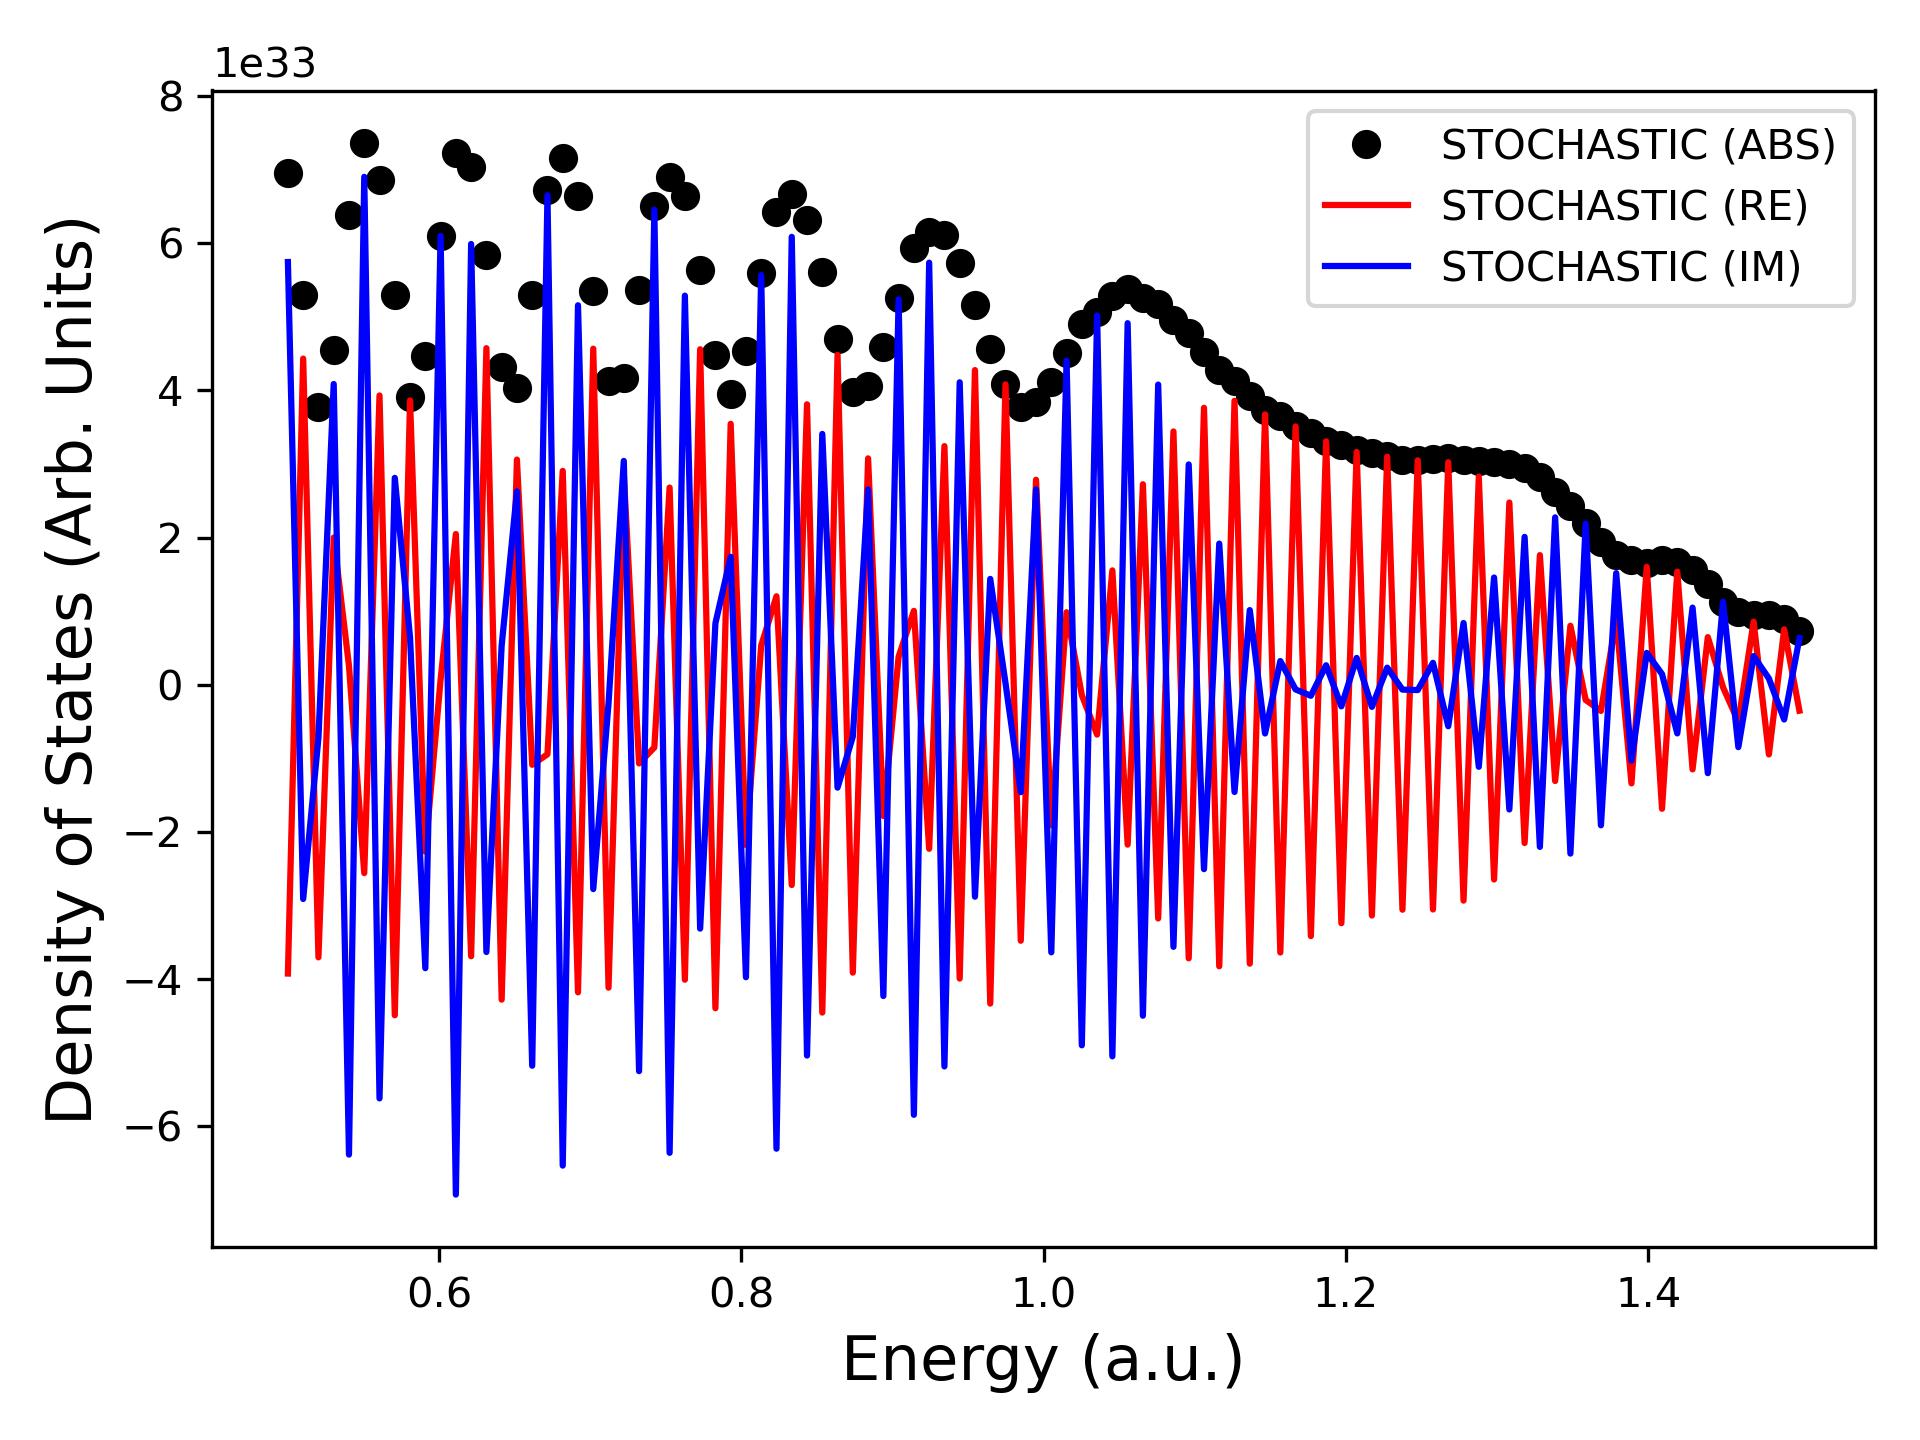 1e33
8
6
4
2
0
−2
−4
−6
Density of States (Arb. Units)
STOCHASTIC (ABS)
STOCHASTIC (RE)
STOCHASTIC (IM)
0.6
0.8
1.0
1.2
1.4
Energy (a.u.)